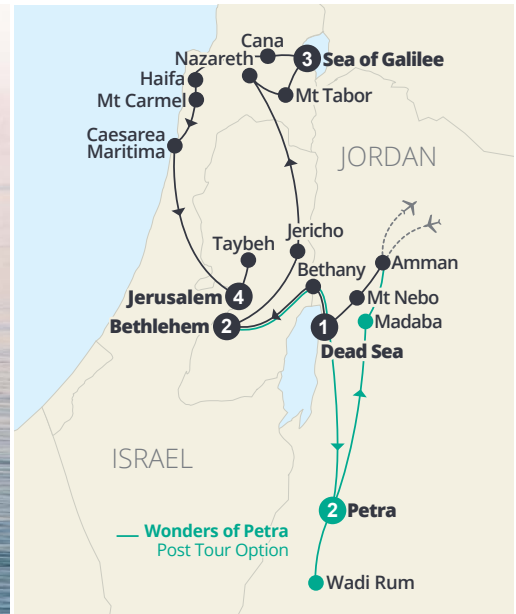 Cana
Nazareth
3 Sea of Galilee
Haifa
Mt Carmel
Mt Tabor
Caesarea
Maritima
JORDAN
Jericho
Taybeh
Bethany
Amman
Jerusalem 4
Mt Nebo
Bethlehem 2
1
Madaba
Dead Sea
ISRAEL
2 Petra
Wonders of Petra
Post Tour Option
Wadi Rum